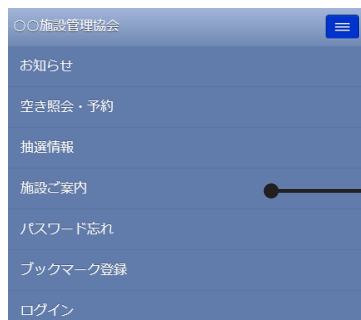 ○○施設管理協会
お知らせ
空き照会・予約
抽選情報
施設ご案内
パスワード忘れ
ブックマーク登録
ログイン